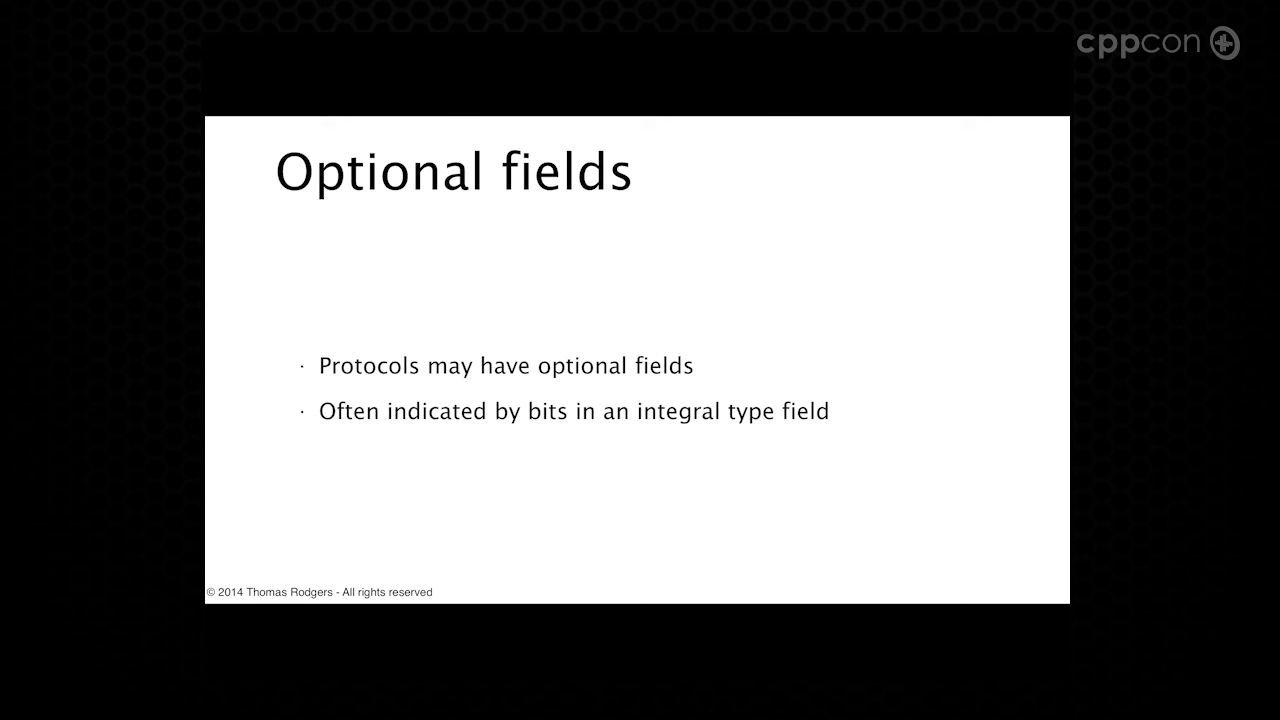 cppcon
Optional fields
· Protocols may have optional fields
· Often indicated by bits in an integral type field
© 2014 Thomas Rodgers - All rights reserved